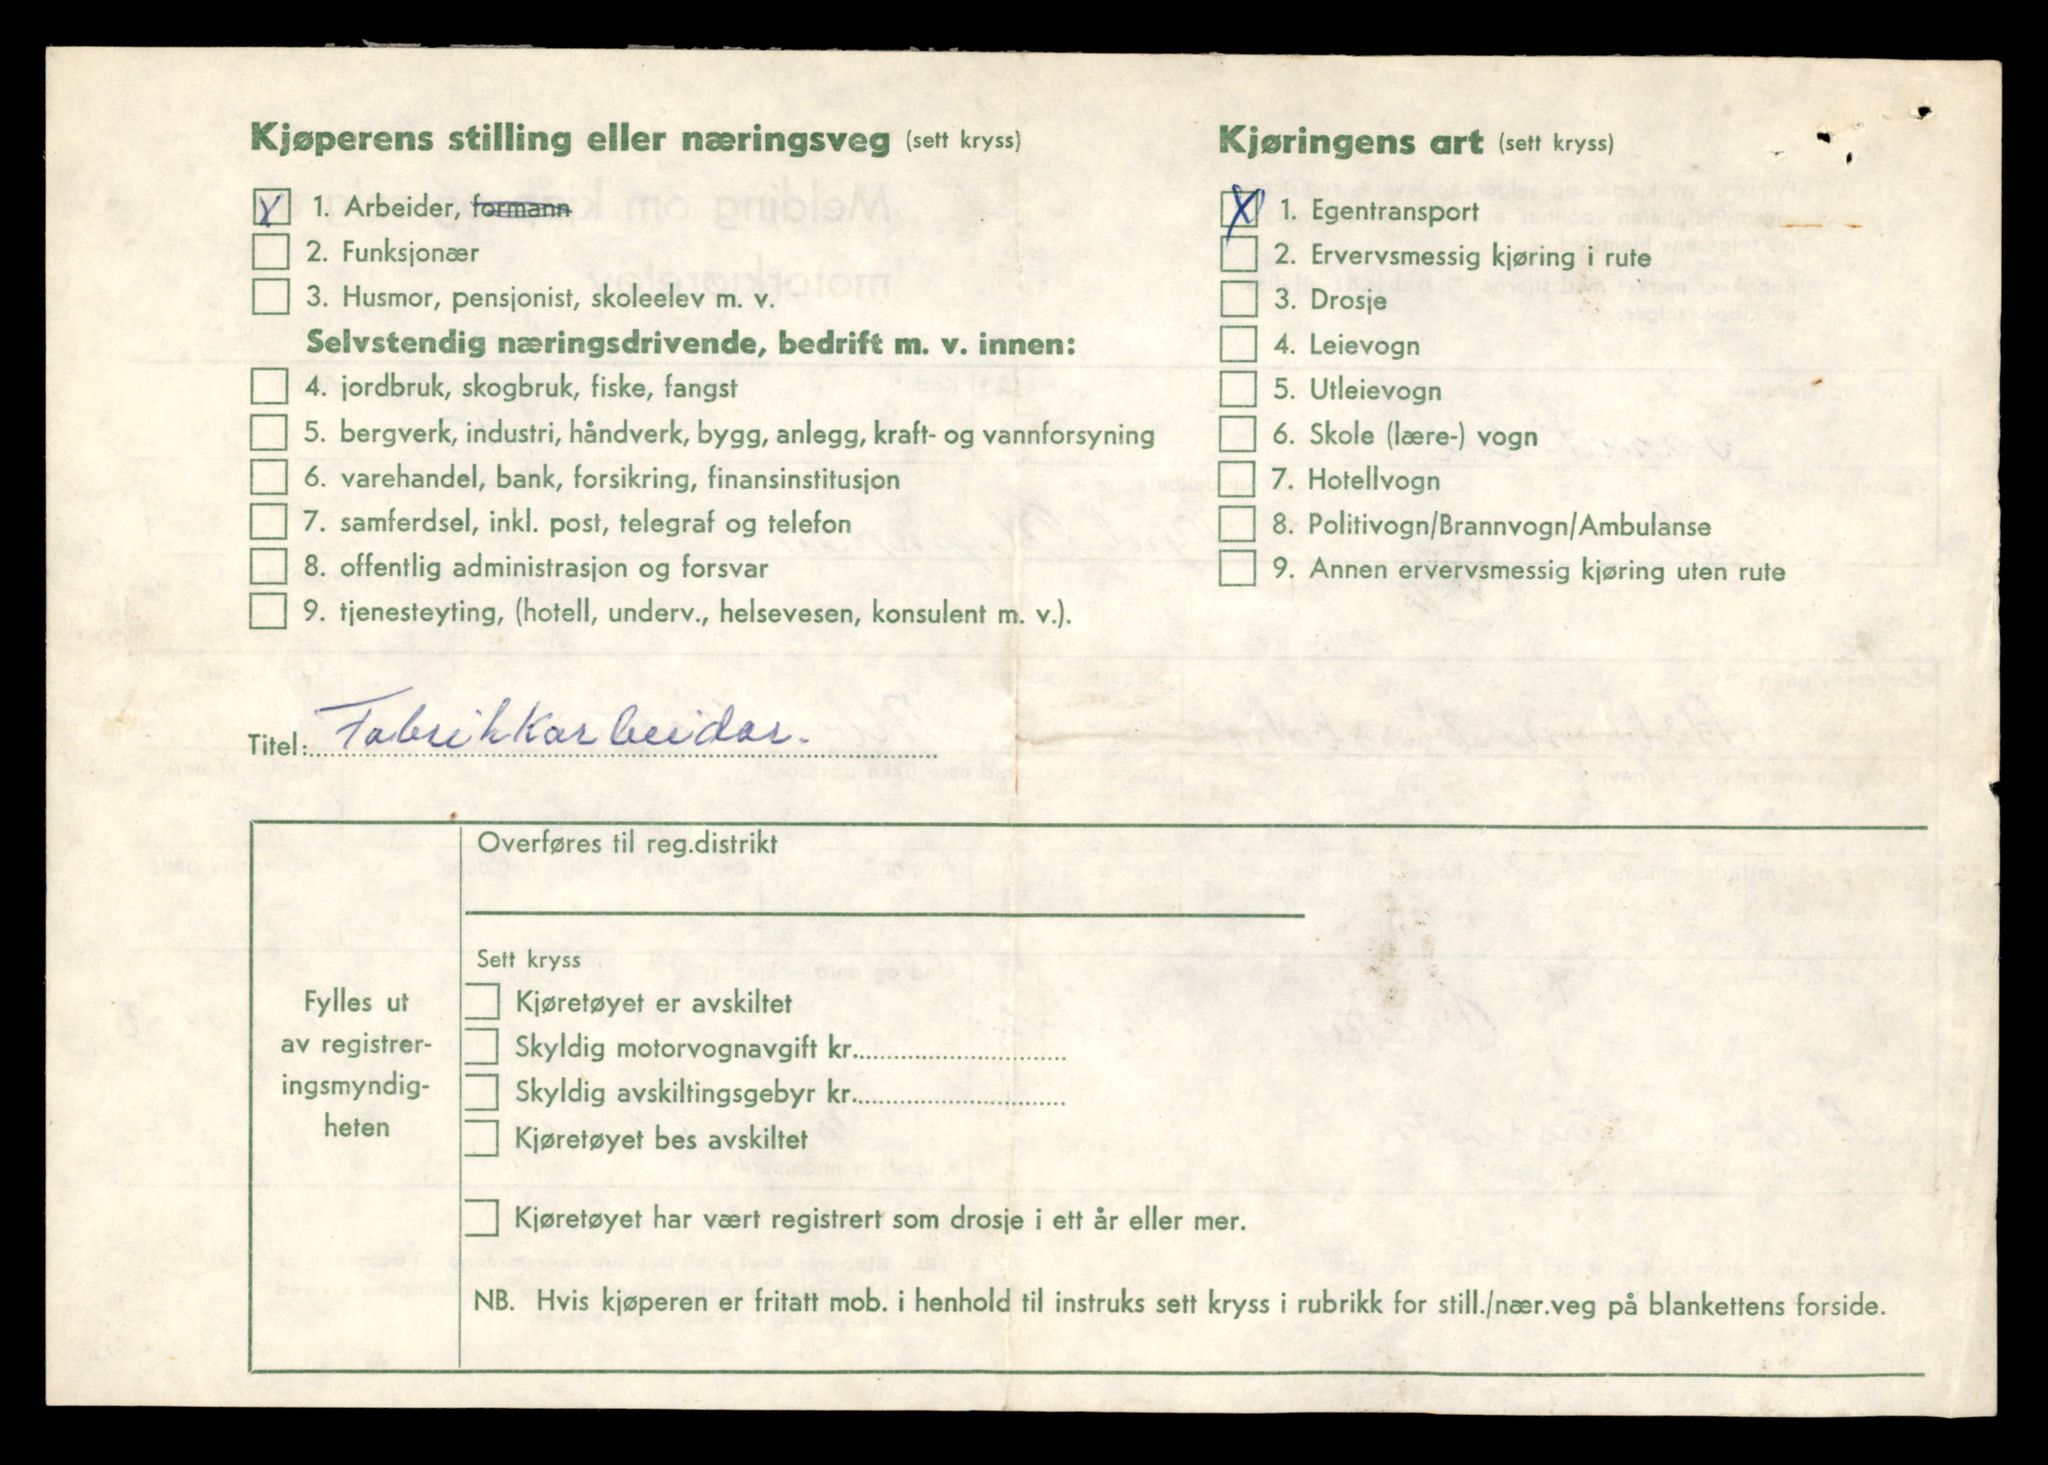 Kjøperens stilling eller næringsveg (sett kryss)
X 1. Arbeider, formann
2. Funksjonær
3. Husmor, pensjonist, skoleelev m. v.
Selvstendig næringsdrivende, bedrift m. v. innen:
4. jordbruk, skogbruk, fiske, fangst
5. bergverk, industri, håndverk, bygg, anlegg, kraft- og vannforsyning
6. varehandel, bank, forsikring, finansinstitusjon
7. samferdsel, inkl. post, telegraf og telefon
8. offentlig administrasjon og forsvar
9. tjenesteyting, (hotell, underv., helsevesen, konsulent m. v.).
Kjøringens art (sett kryss)
X 1. Egentransport
2. Ervervsmessig kjøring i rute
3. Drosje
4. Leievogn
5. Utleievogn
6. Skole (lære-) vogn
7. Hotellvogn
8. Politivogn/Brannvogn/Ambulanse
9. Annen ervervsmessig kjøring uten rute
Titel: Fabrikkarbeidar.
Fylles ut
av registrer-
ingsmyndig-
heten
Overføres til reg.distrikt
Sett kryss
Kjøretøyet er avskiltet
Skyldig motorvognavgift kr.
Skyldig avskiltingsgebyr kr.
Kjøretøyet bes avskiltet
Kjøretøyet har vært registrert som drosje i ett år eller mer.
NB. Hvis kjøperen er fritatt mob. i henhold til instruks sett kryss i rubrikk for still./nær.veg på blankettens forside.